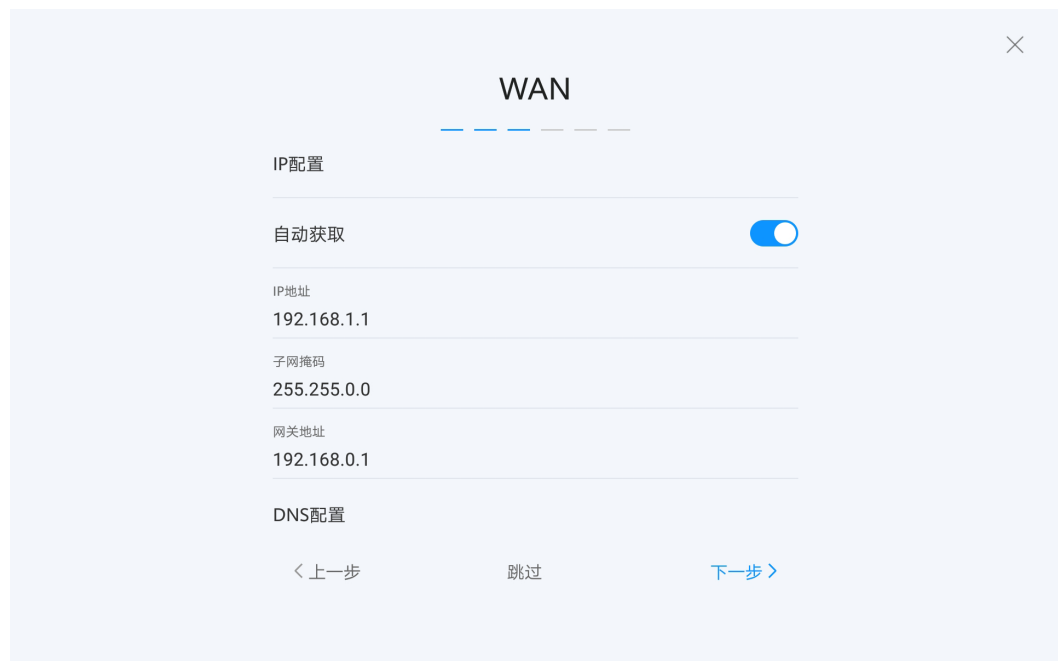 WAN
IP配置
自动获取
IP地址
192.168.1.1
子网掩码
255.255.0.0
网关地址
192.168.0.1
DNS配置
上一步 跳过 下一步